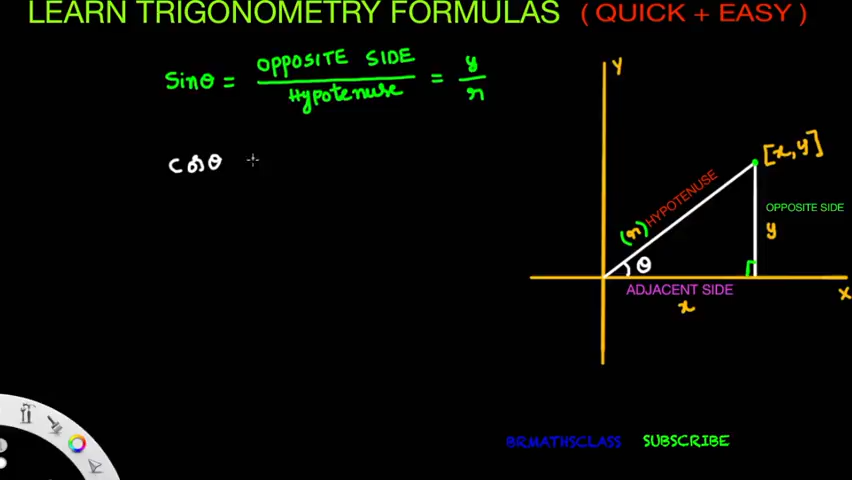 LEARN TRIGONOMETRY FORMULAS ( QUICK + EASY )
Sinθ = OPPOSITE SIDE / Hypotenuse = y / r
cosθ
Y
[x, y]
HYPOTENUSE
(r)
OPPOSITE SIDE
y
θ
ADJACENT SIDE
x
X
BRMATHSCLASS SUBSCRIBE